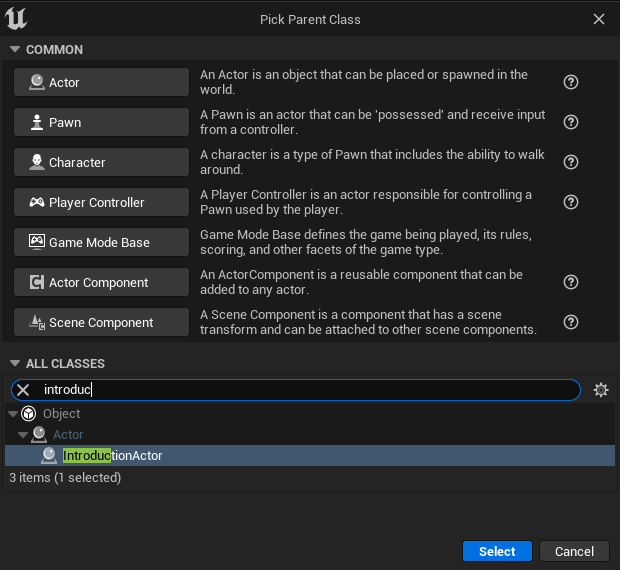 Pick Parent Class
COMMON
Actor
An Actor is an object that can be placed or spawned in the
world.
Pawn
A Pawn is an actor that can be 'possessed' and receive input
from a controller.
Character
A character is a type of Pawn that includes the ability to walk
around.
Player Controller
A Player Controller is an actor responsible for controlling a
Pawn used by the player.
Game Mode Base
Game Mode Base defines the game being played, its rules,
scoring, and other facets of the game type.
Actor Component
An ActorComponent is a reusable component that can be
added to any actor.
Scene Component
A Scene Component is a component that has a scene
transform and can be attached to other scene components.
ALL CLASSES
introduc
Object
Actor
IntroductionActor
3 items (1 selected)
Select
Cancel